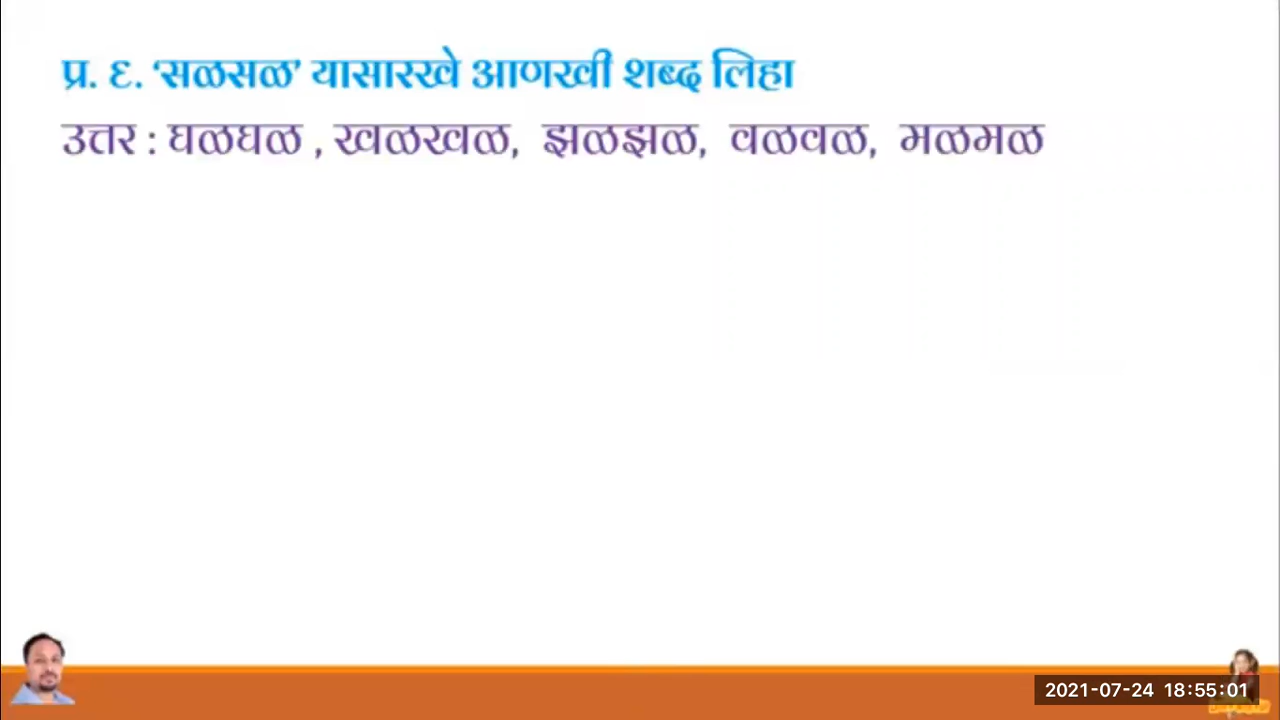 प्र. ६. ‘सळसळ’ यासारखे आणखी शब्द लिहा
उत्तर : घळघळ , खळखळ, झळझळ, वळवळ, मळमळ
2021-07-24 18:55:01